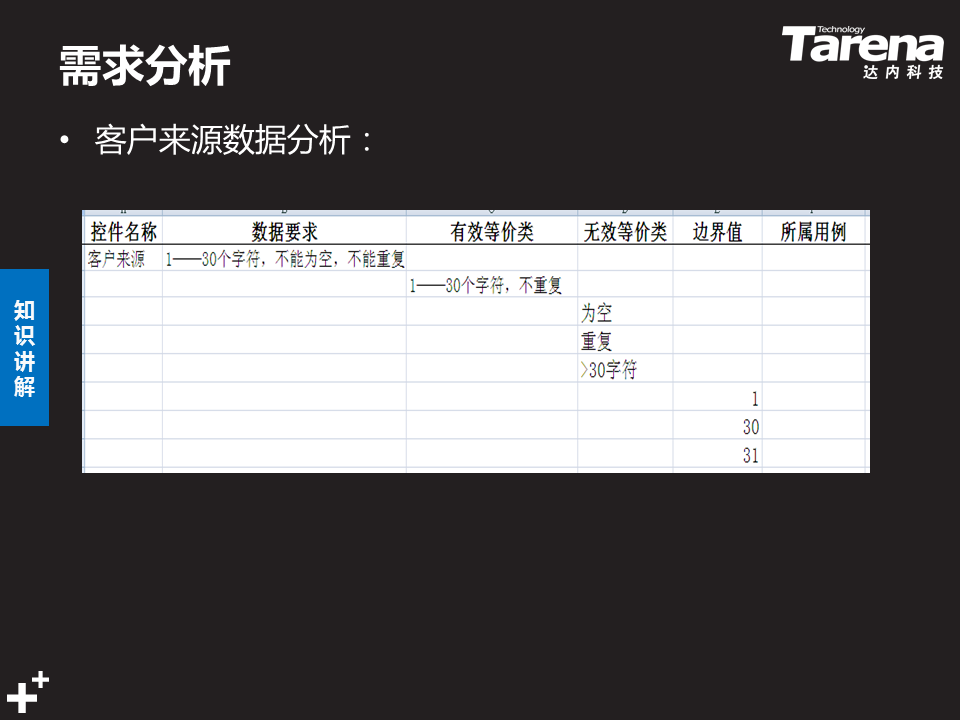 需求分析
Technology
Tarena
达内科技
• 客户来源数据分析：
控件名称 数据要求 有效等价类 无效等价类 边界值 所属用例
客户来源 1——30个字符，不能为空，不能重复
1——30个字符，不重复
为空
重复
>30字符
1
30
31
知识讲解